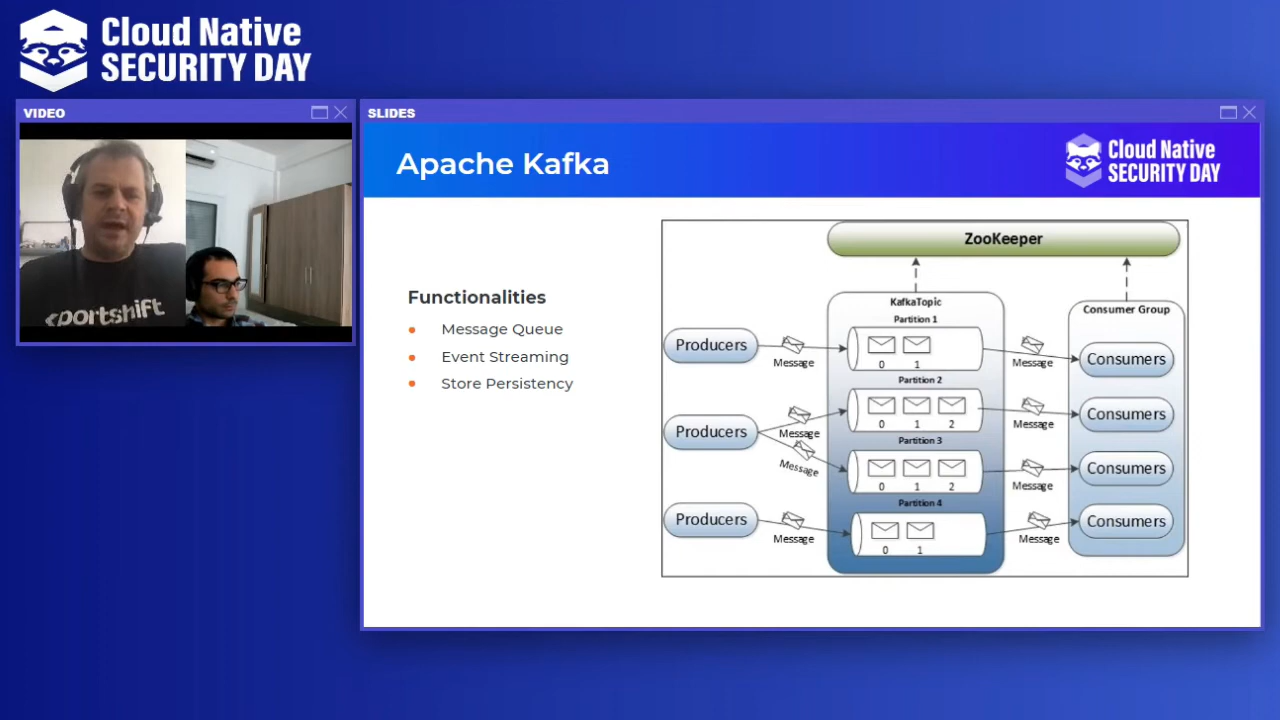 Cloud Native
SECURITY DAY
VIDEO
portshift
SLIDES
Apache Kafka
Cloud Native
SECURITY DAY
Functionalities
Message Queue
Event Streaming
Store Persistency
ZooKeeper
KafkaTopic
Partition 1
0 1
Partition 2
0 1 2
Partition 3
0 1 2
Partition 4
0 1
Producers
Message
Producers
Message
Message
Producers
Message
Consumer Group
Message
Consumers
Message
Consumers
Message
Consumers
Message
Consumers